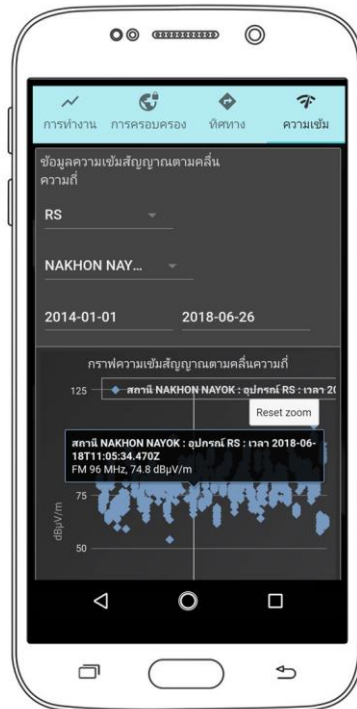 การทำงาน การครอบครอง ทิศทาง ความเข้ม
ข้อมูลความเข้มสัญญาณตามคลื่น
ความถี่
RS
NAKHON NAY...
2014-01-01 2018-06-26
กราฟความเข้มสัญญาณตามคลื่นความถี่
125
สถานี NAKHON NAYOK : อุปกรณ์ RS : เวลา 20
Reset zoom
สถานี NAKHON NAYOK : อุปกรณ์ RS : เวลา 2018-06-
18T11:05:34.470Z
FM 96 MHz, 74.8 dBµV/m
75
dBµV/m
50